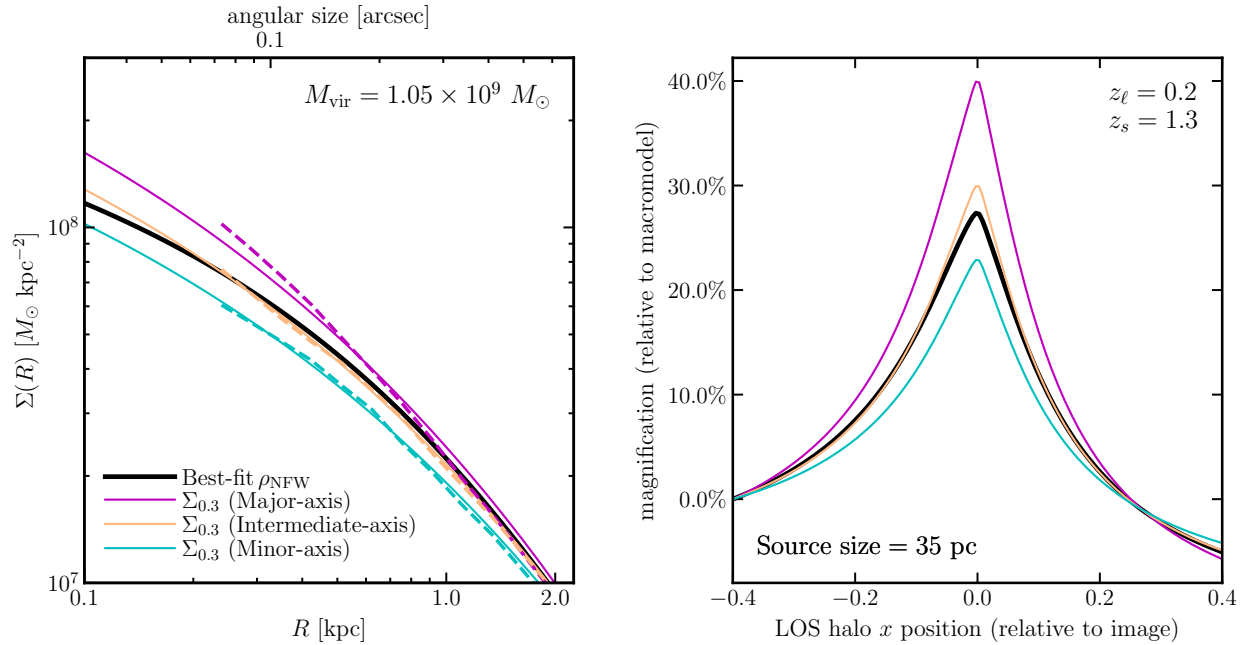 angular size [arcsec]
0.1
M_vir = 1.05 × 10^9 M_⊙
Σ(R) [M_⊙ kpc^−2]
10^8
10^7
Best-fit ρ_NFW
Σ_0.3 (Major-axis)
Σ_0.3 (Intermediate-axis)
Σ_0.3 (Minor-axis)
0.1 1.0 2.0
R [kpc]
magnification (relative to macromodel)
40.0%
30.0%
20.0%
10.0%
0.0%
z_ℓ = 0.2
z_s = 1.3
Source size = 35 pc
−0.4 −0.2 0.0 0.2 0.4
LOS halo x position (relative to image)